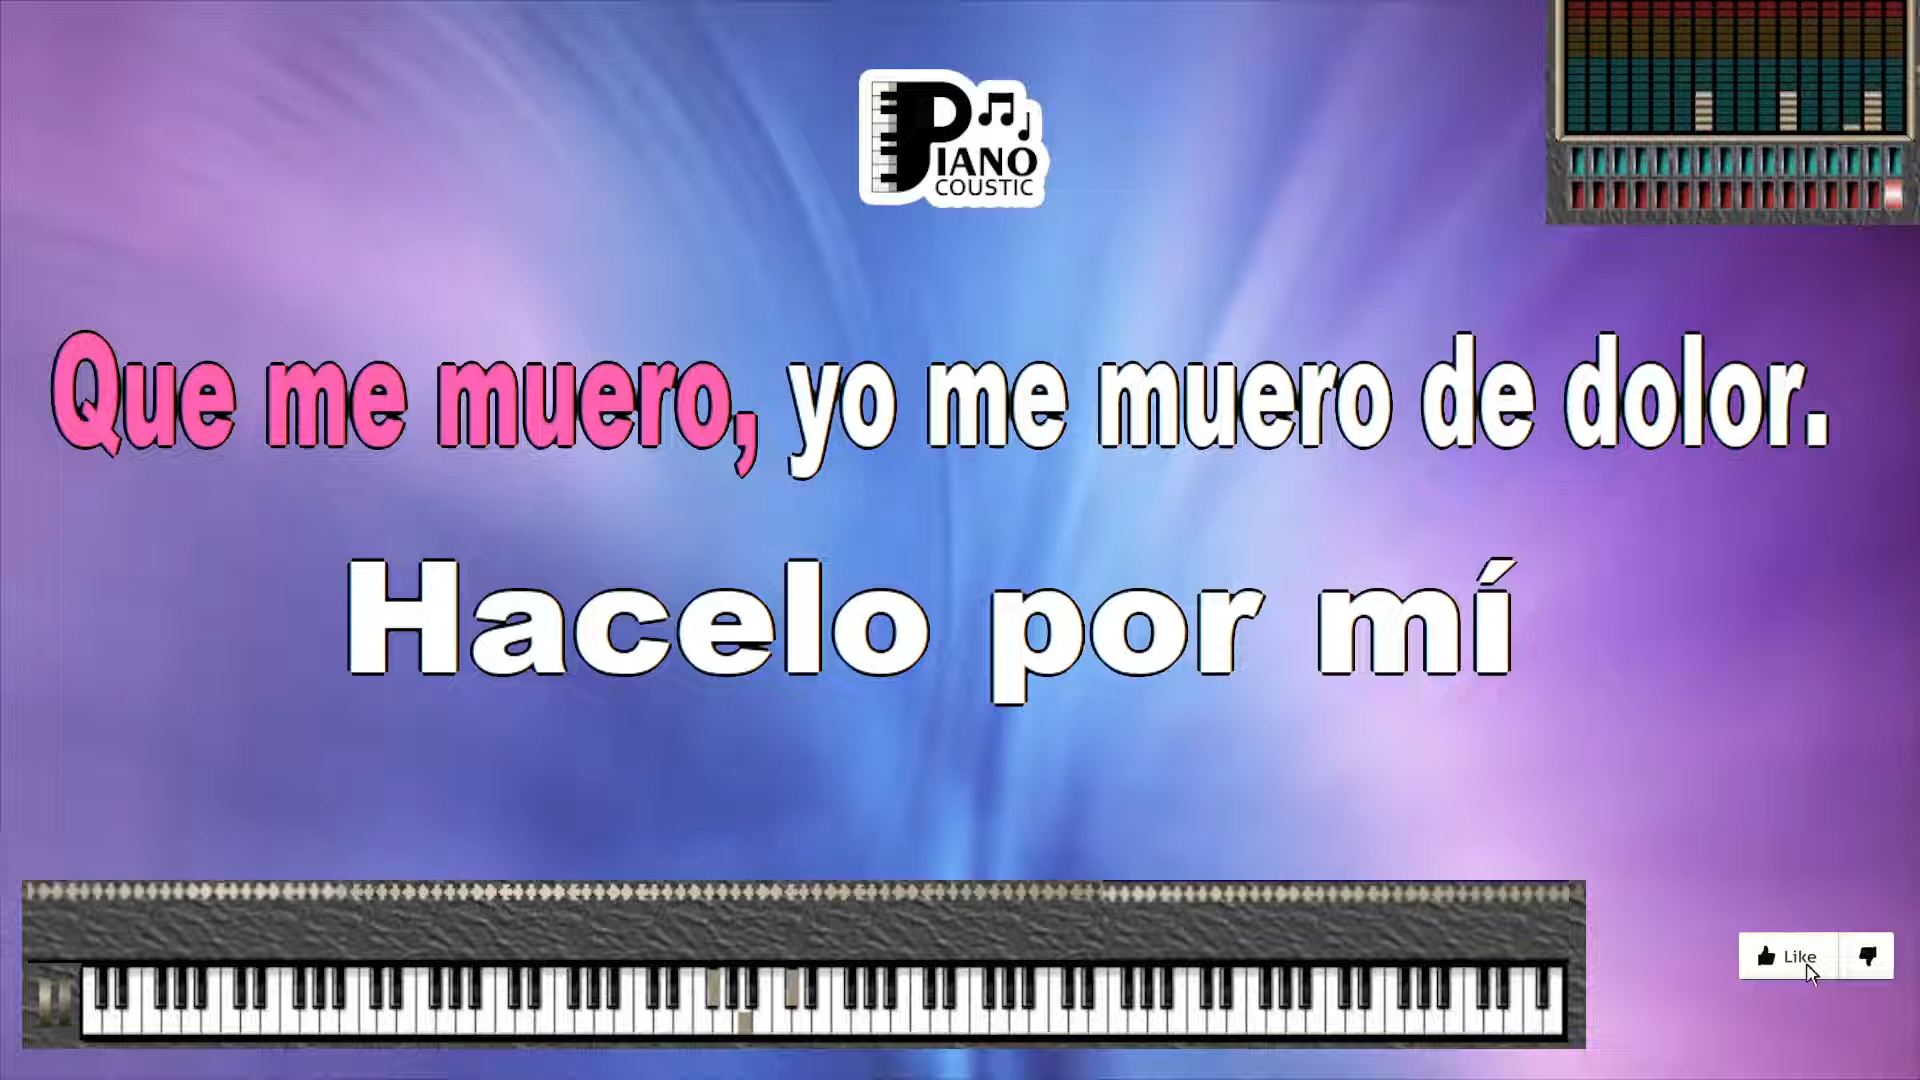 PIANO
COUSTIC
Que me muero, yo me muero de dolor.
Hacelo por mí
Like